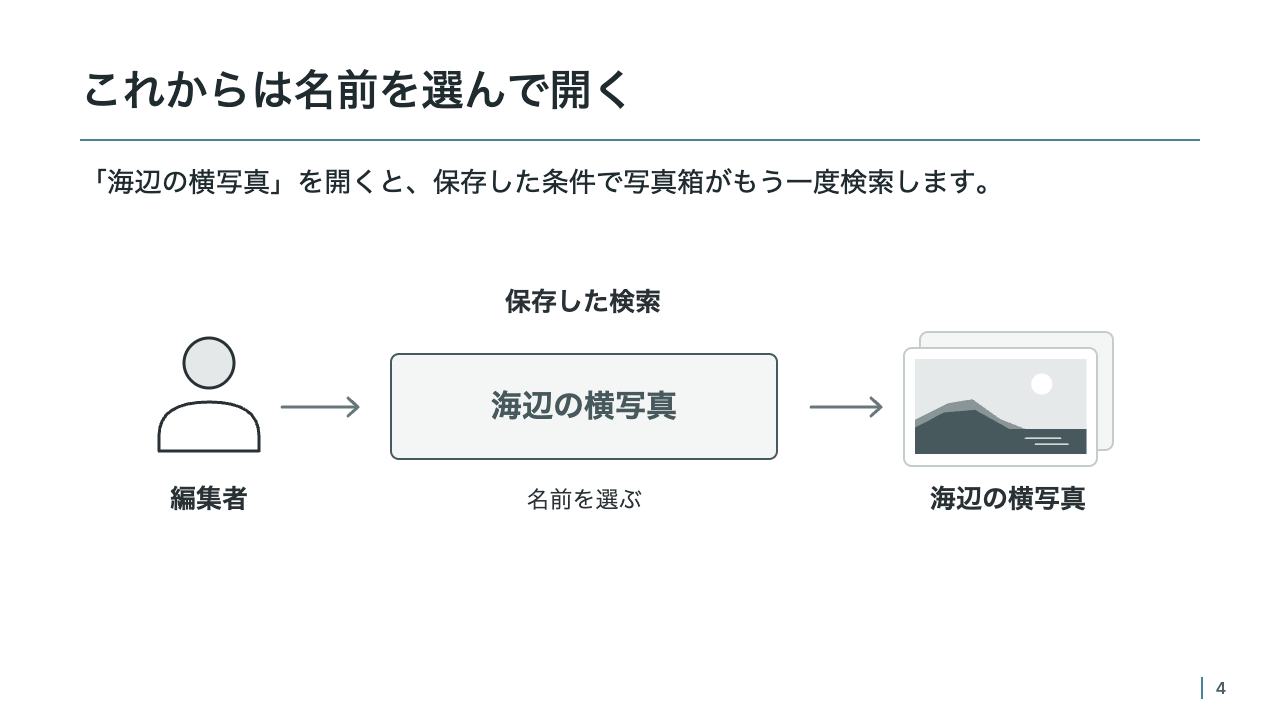 これからは名前を選んで開く
「海辺の横写真」を開くと、保存した条件で写真箱がもう一度検索します。
保存した検索
海辺の横写真
編集者
名前を選ぶ
海辺の横写真
4